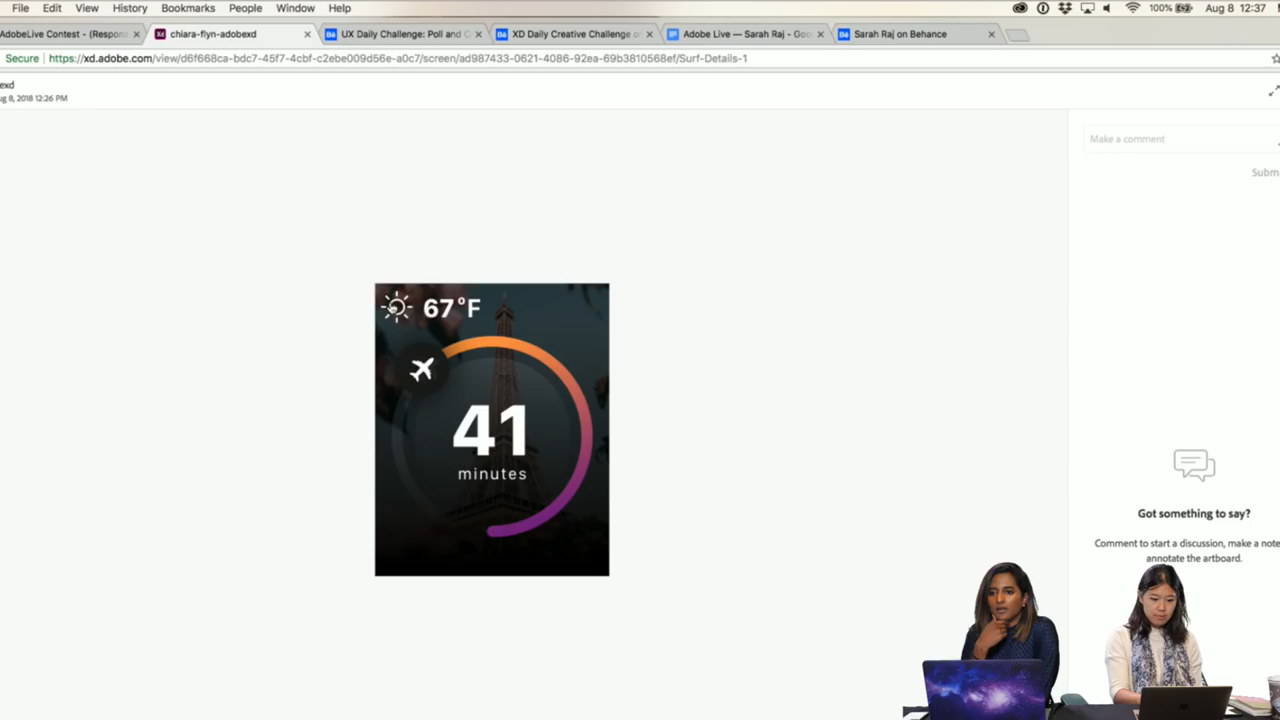 File Edit View History Bookmarks People Window Help 100% Aug 8 12:37
AdobeLive Contest - (Respons chiara-flyn-adobexd UX Daily Challenge: Poll and C XD Daily Creative Challenge o Adobe Live — Sarah Raj - Goo Sarah Raj on Behance
Secure https://xd.adobe.com/view/d6f668ca-bdc7-45f7-4cbf-c2ebe009d56e-a0c7/screen/ad987433-0621-4086-92ea-69b3810568ef/Surf-Details-1
exd
ug 8, 2018 12:26 PM
Make a comment
Subm
67°F
41
minutes
Got something to say?
Comment to start a discussion, make a note
annotate the artboard.